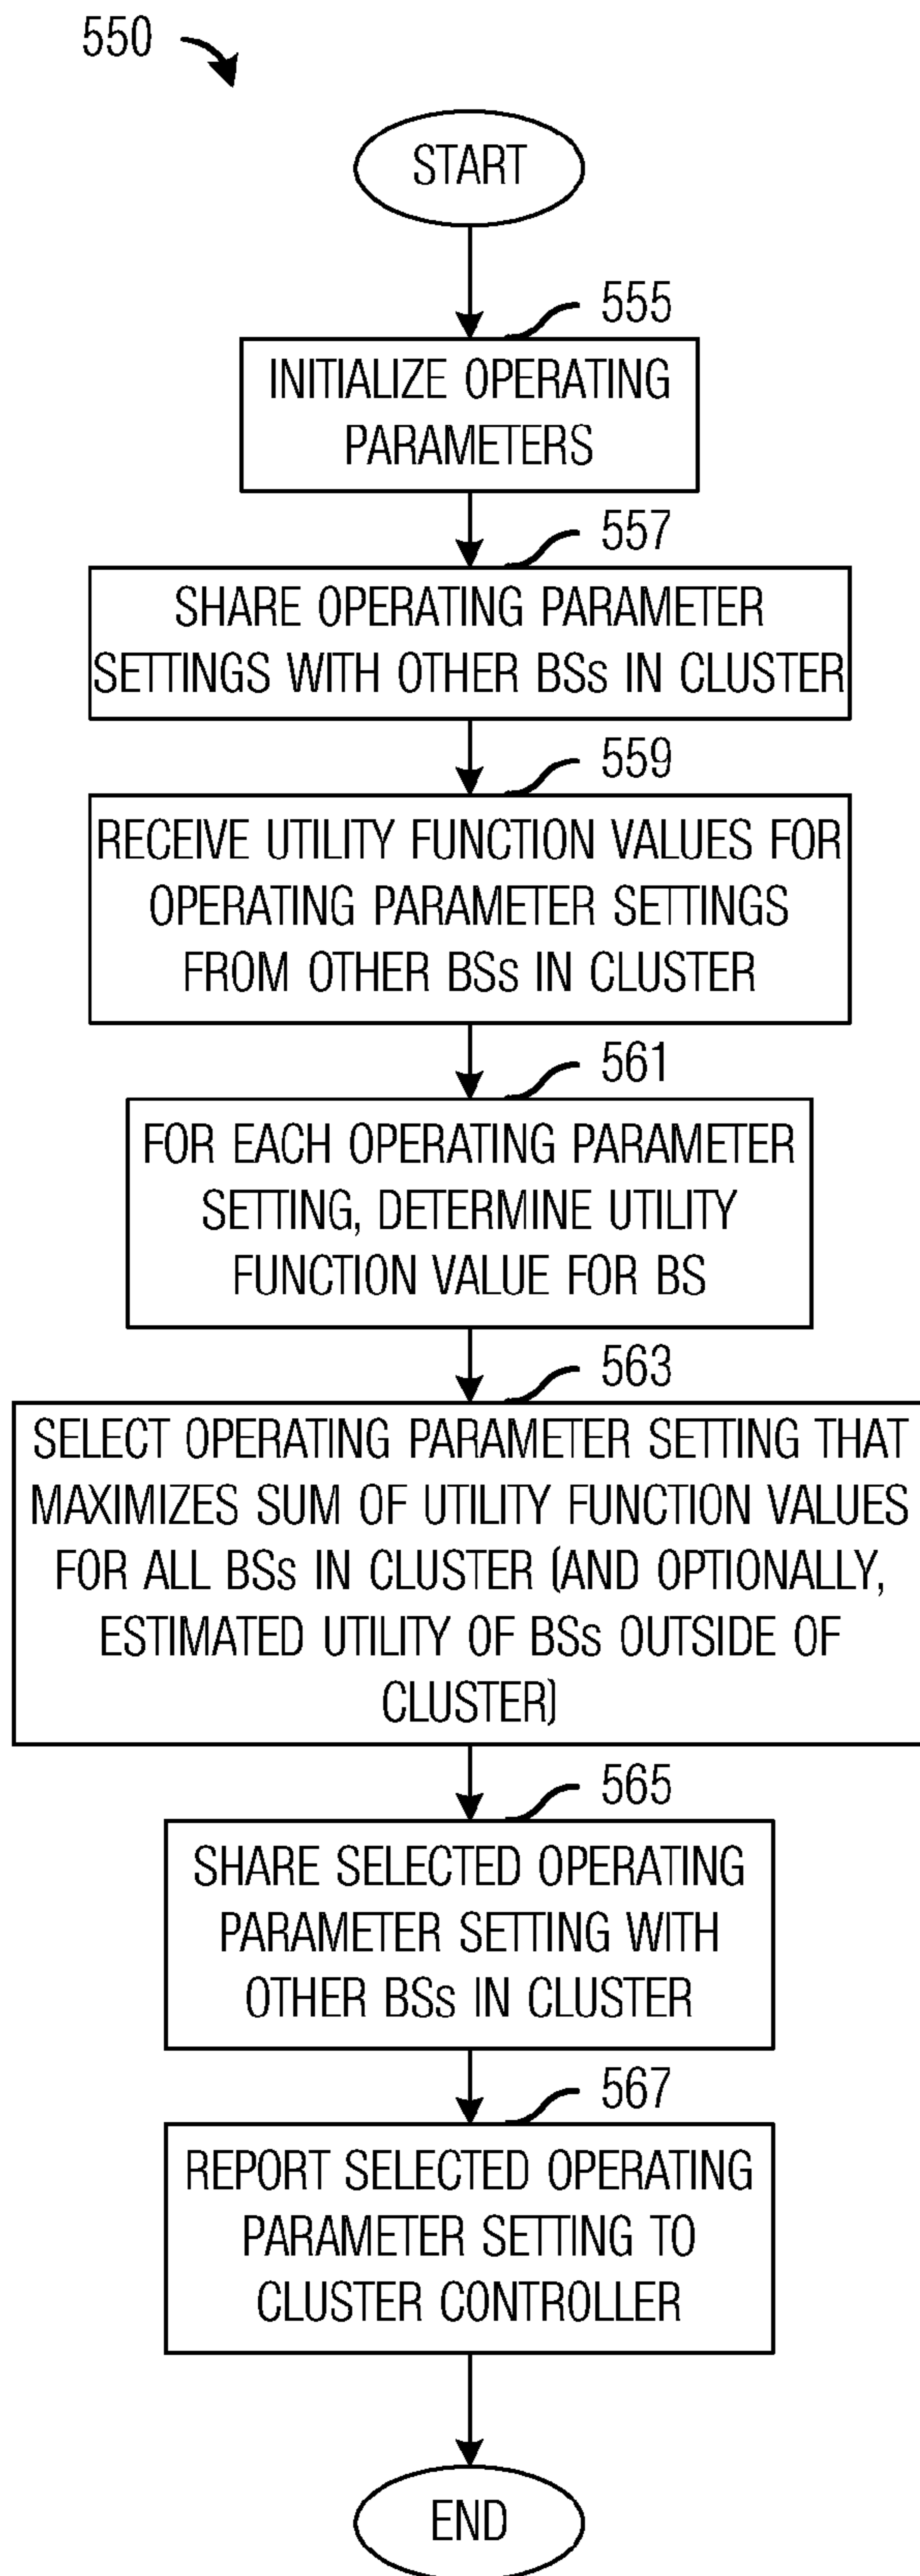 550
START
555
INITIALIZE OPERATING
PARAMETERS
557
SHARE OPERATING PARAMETER
SETTINGS WITH OTHER BSs IN CLUSTER
559
RECEIVE UTILITY FUNCTION VALUES FOR
OPERATING PARAMETER SETTINGS
FROM OTHER BSs IN CLUSTER
561
FOR EACH OPERATING PARAMETER
SETTING, DETERMINE UTILITY
FUNCTION VALUE FOR BS
563
SELECT OPERATING PARAMETER SETTING THAT
MAXIMIZES SUM OF UTILITY FUNCTION VALUES
FOR ALL BSs IN CLUSTER (AND OPTIONALLY,
ESTIMATED UTILITY OF BSs OUTSIDE OF
CLUSTER)
565
SHARE SELECTED OPERATING
PARAMETER SETTING WITH
OTHER BSs IN CLUSTER
567
REPORT SELECTED OPERATING
PARAMETER SETTING TO
CLUSTER CONTROLLER
END